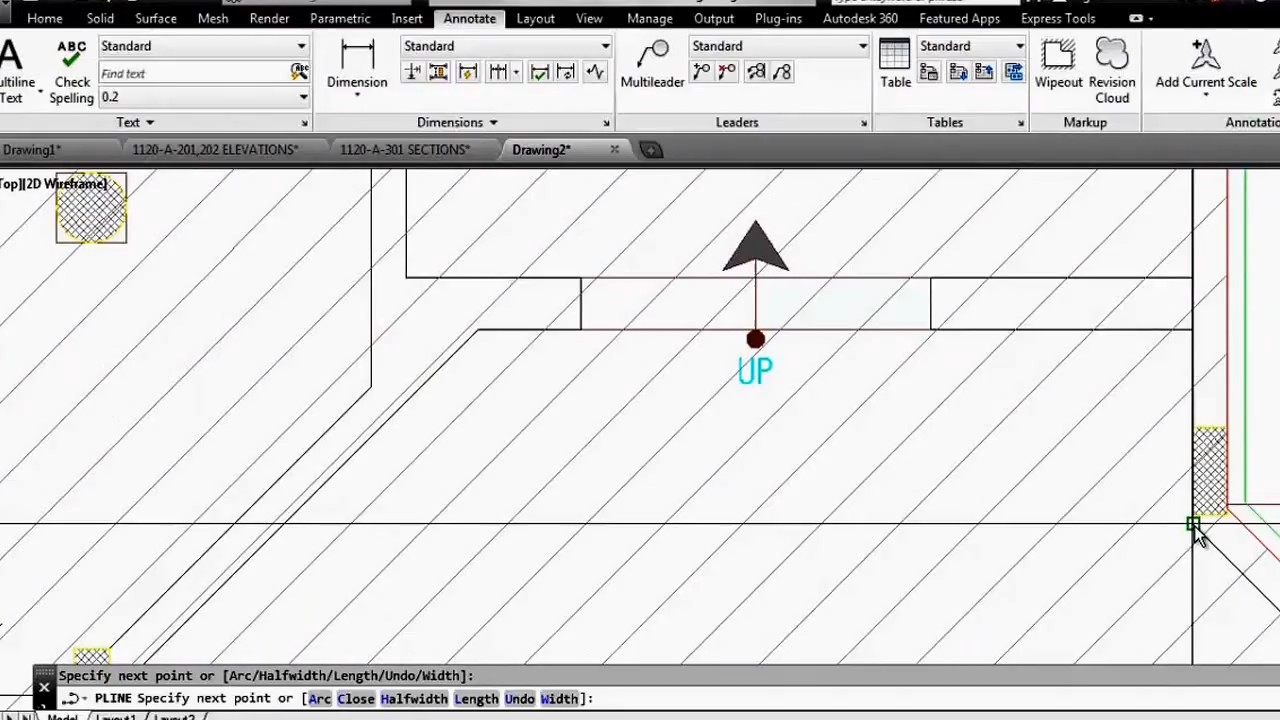 Home Solid Surface Mesh Render Parametric Insert Annotate Layout View Manage Output Plug-ins Autodesk 360 Featured Apps Express Tools
A ABC Standard Standard Standard Standard
Find text
Check Spelling
0.2
Text
Dimension
Multileader
Table
Wipeout Revision Cloud
Add Current Scale
Text Dimensions Leaders Tables Markup
Drawing1* 1120-A-201,202 ELEVATIONS* 1120-A-301 SECTIONS* Drawing2*
[2D Wireframe]
UP
Specify next point or [Arc/Halfwidth/Length/Undo/Width]:
PLINE Specify next point or [Arc Close Halfwidth Length Undo Width]:
Model Layout1 Layout2